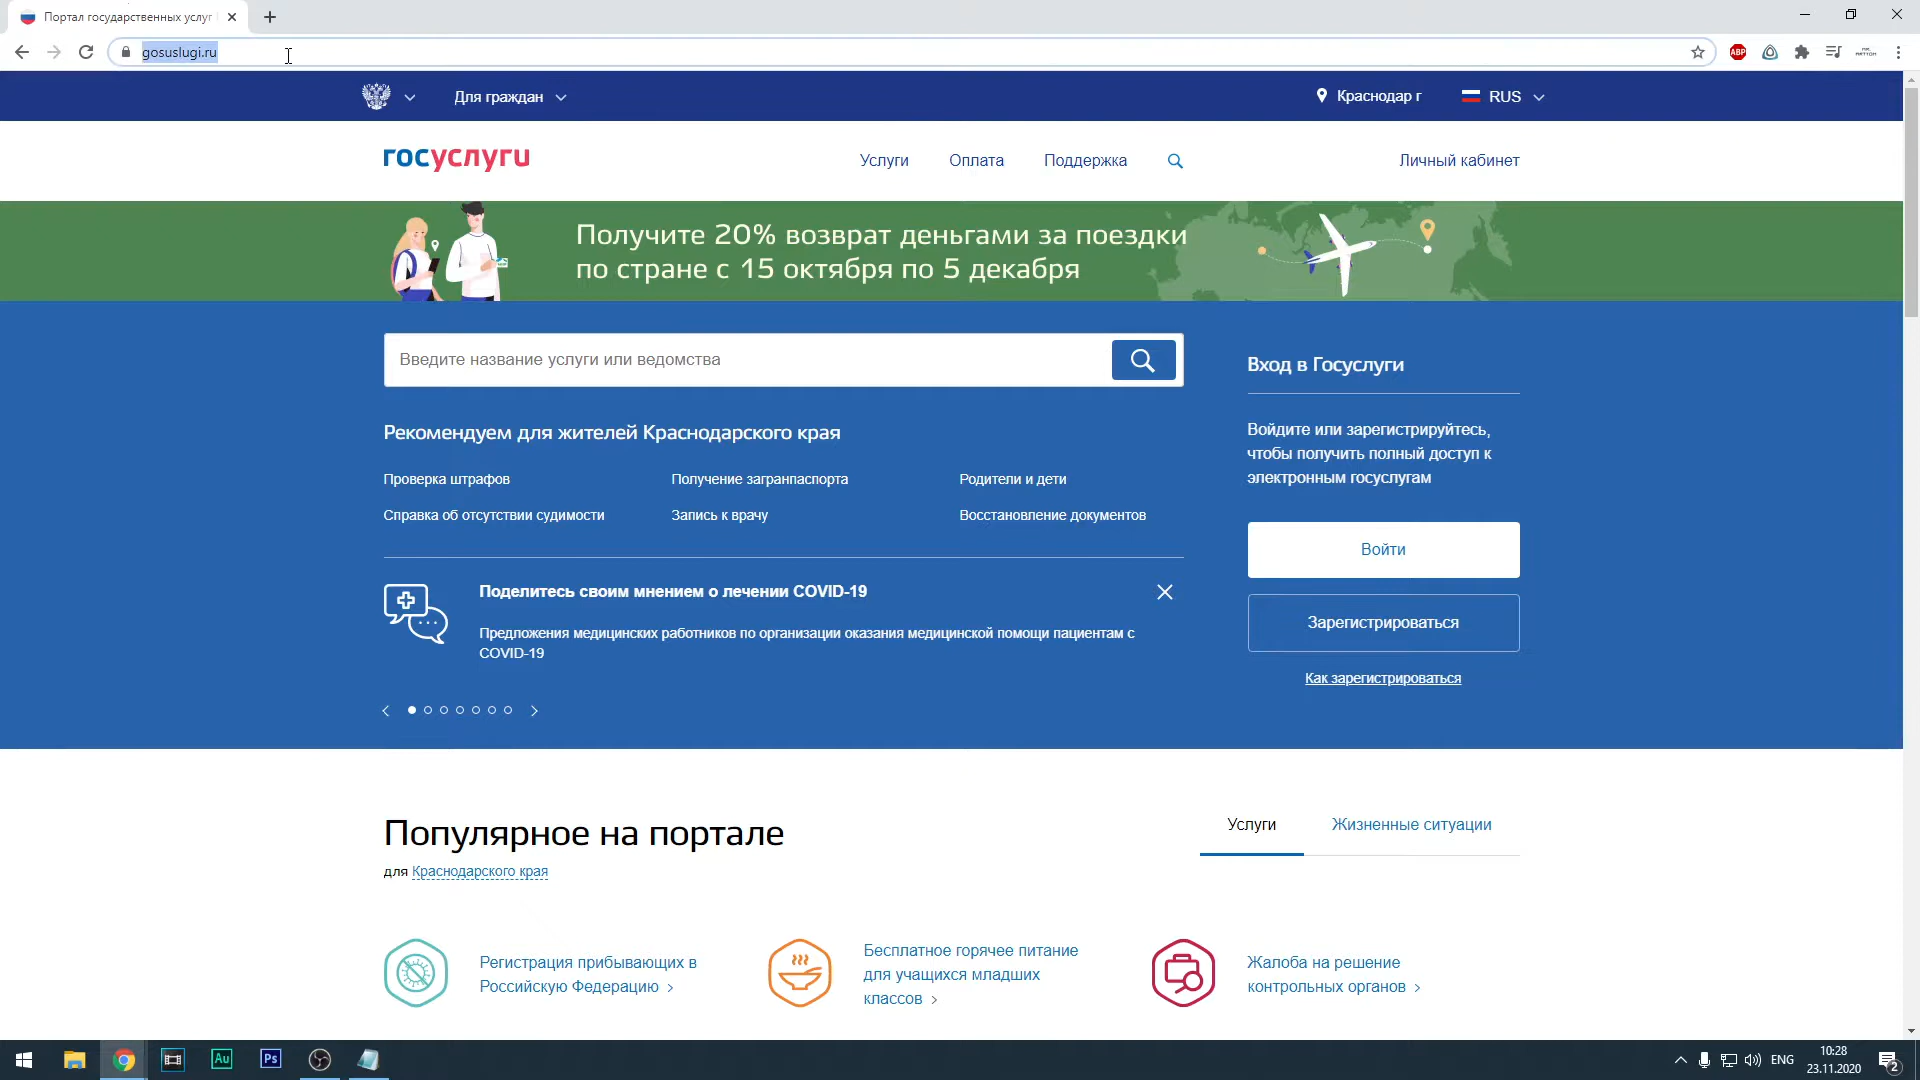 Портал государственных услуг
gosuslugi.ru
ABP
Для граждан
Краснодар г
RUS
госуслуги
Услуги
Оплата
Поддержка
Личный кабинет
Получите 20% возврат деньгами за поездки
по стране с 15 октября по 5 декабря
Введите название услуги или ведомства
Вход в Госуслуги
Войдите или зарегистрируйтесь,
чтобы получить полный доступ к
электронным госуслугам
Рекомендуем для жителей Краснодарского края
Проверка штрафов
Получение загранпаспорта
Родители и дети
Справка об отсутствии судимости
Запись к врачу
Восстановление документов
Войти
Зарегистрироваться
Как зарегистрироваться
Поделитесь своим мнением о лечении COVID-19
Предложения медицинских работников по организации оказания медицинской помощи пациентам с
COVID-19
Популярное на портале
для Краснодарского края
Услуги
Жизненные ситуации
Регистрация прибывающих в
Российскую Федерацию
Бесплатное горячее питание
для учащихся младших
классов
Жалоба на решение
контрольных органов
Au
Ps
ENG
10:28
23.11.2020
2